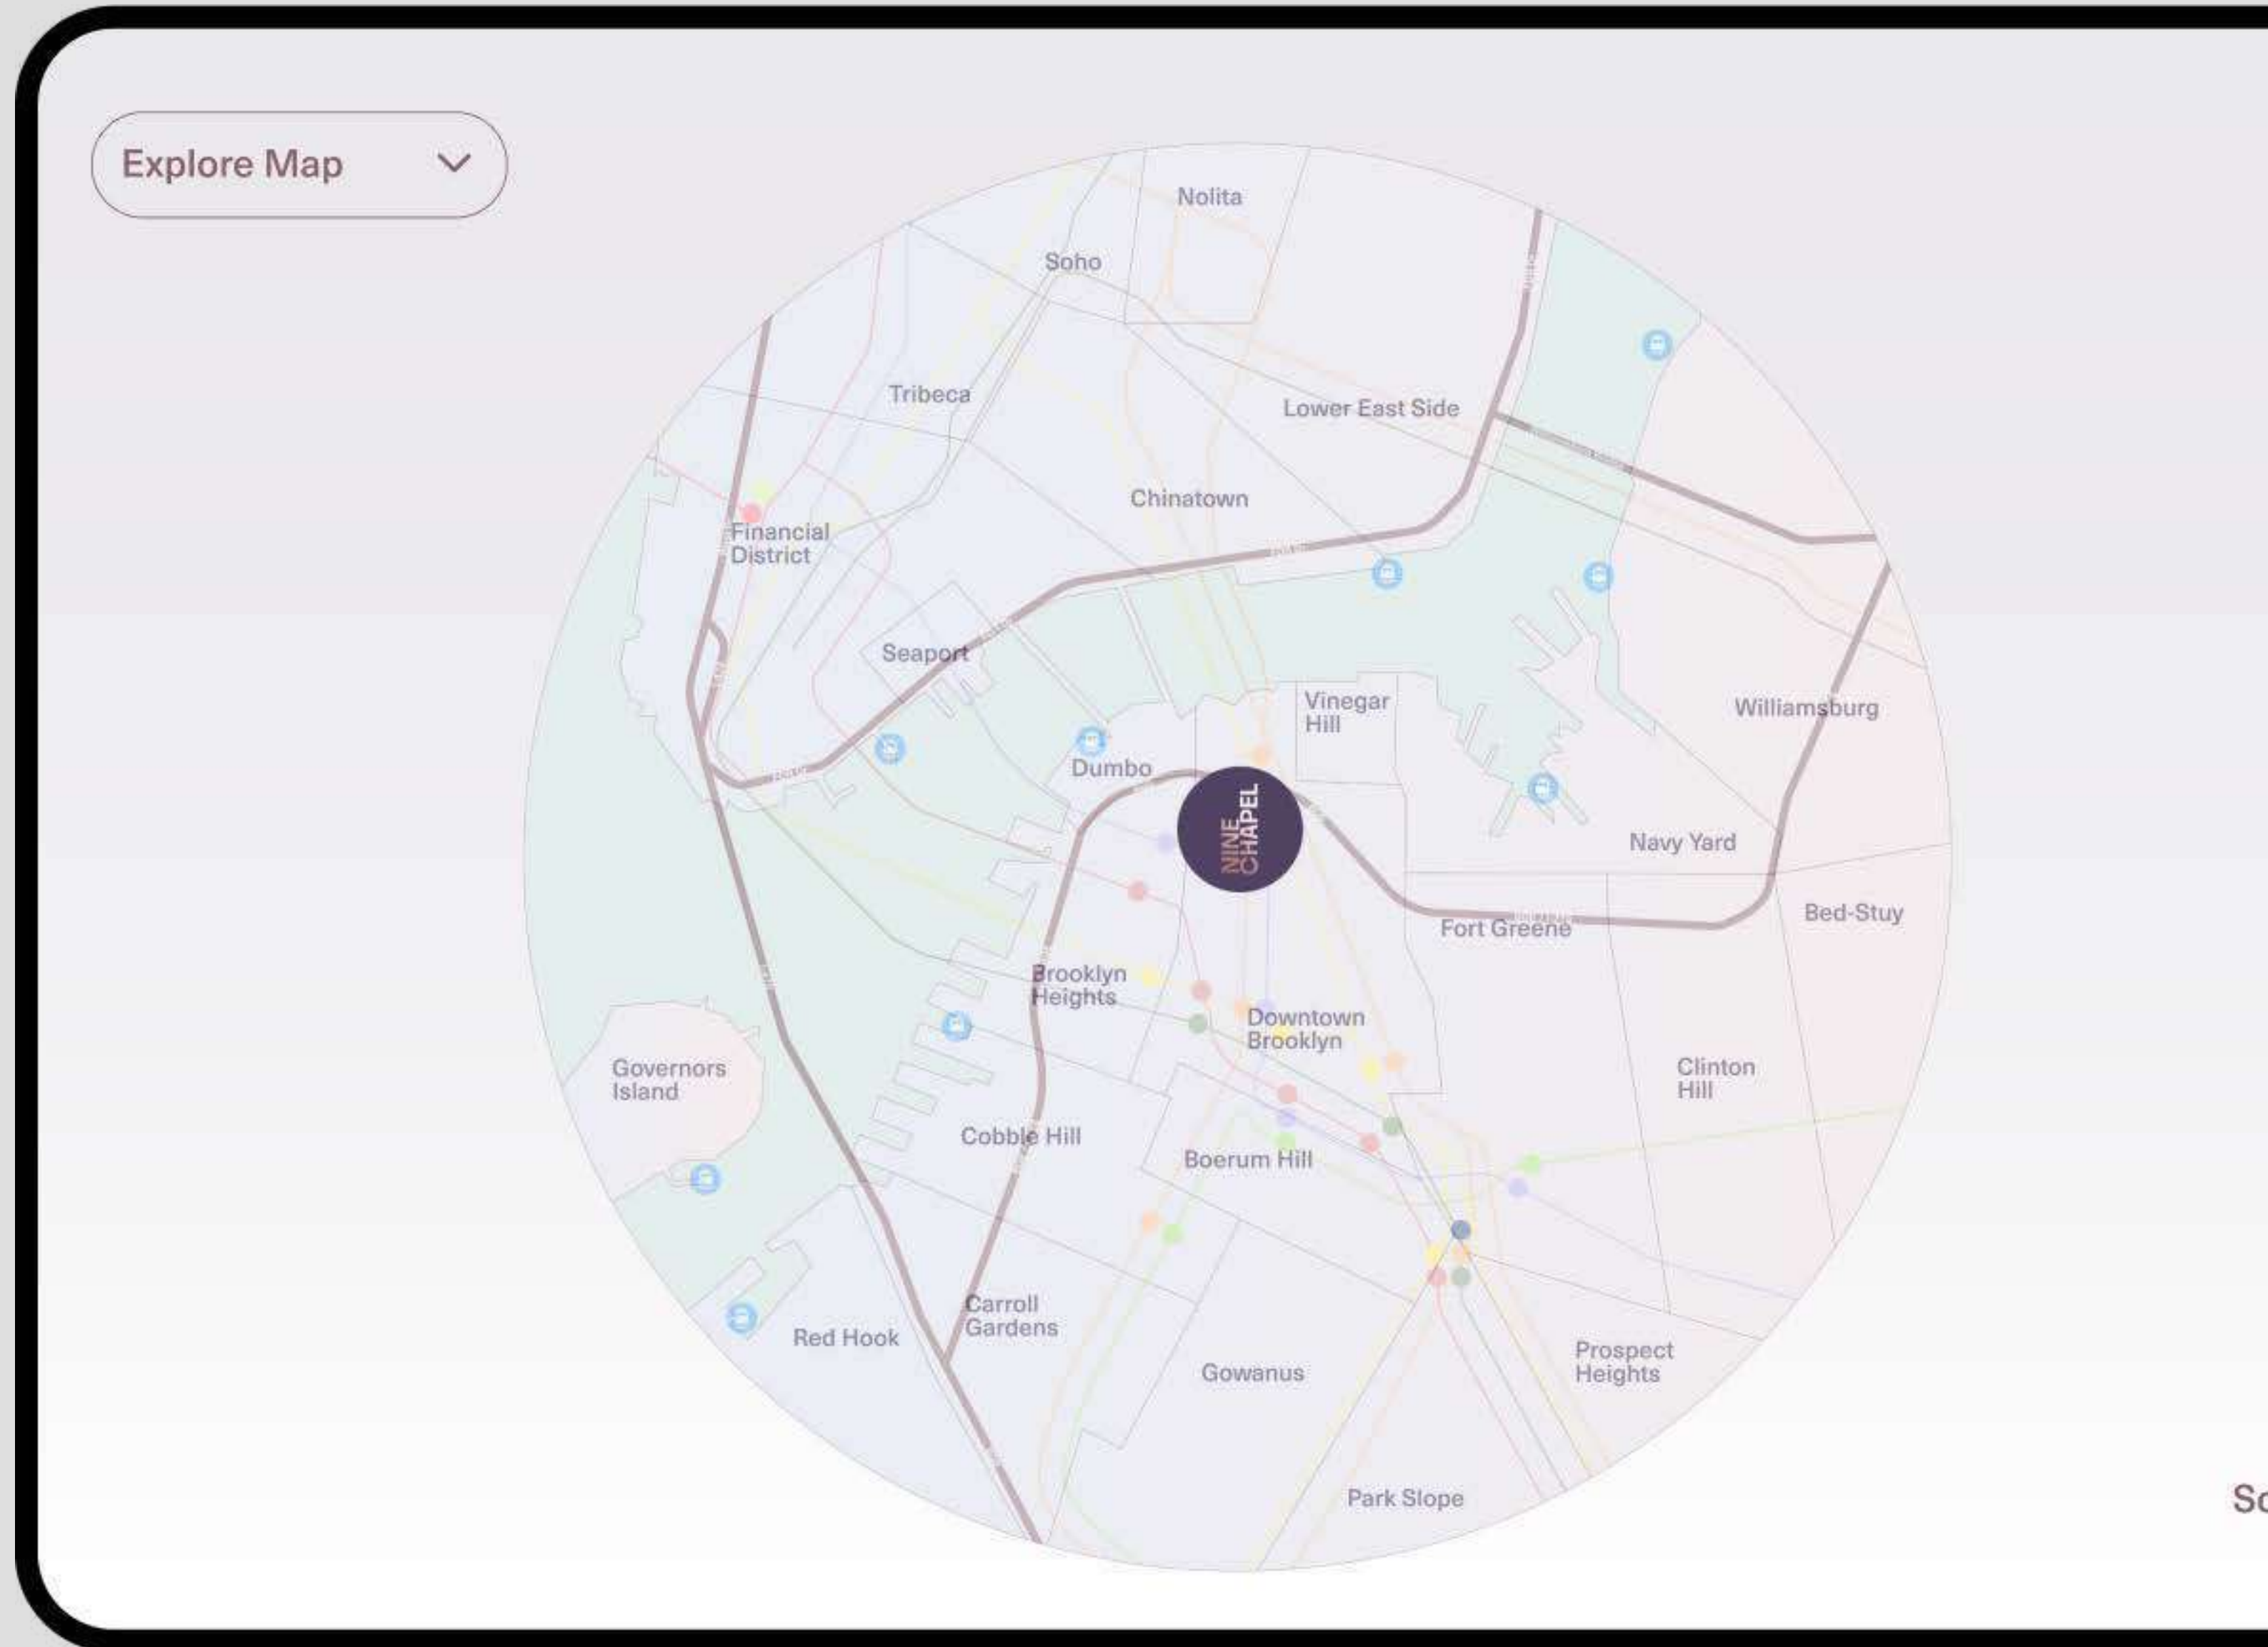 Explore Map
Nolita
Soho
Tribeca
Lower East Side
Chinatown
Financial
District
Seaport
Vinegar
Hill
Williamsburg
Dumbo
NINE
CHAPEL
Navy Yard
Bed-Stuy
Fort Greene
Brooklyn
Heights
Downtown
Brooklyn
Governors
Island
Clinton
Hill
Cobble Hill
Boerum Hill
Carroll
Gardens
Red Hook
Prospect
Heights
Gowanus
Park Slope